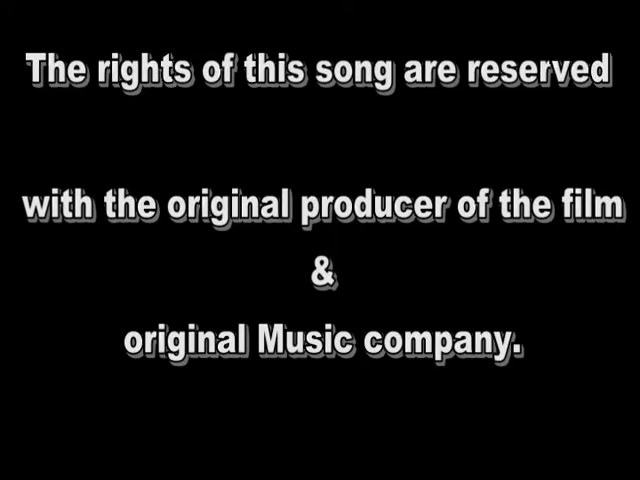 The rights of this song are reserved
with the original producer of the film
&
original Music company.